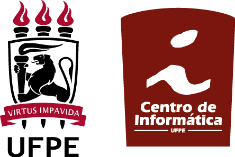 VIRTUS IMPAVIDA
UFPE
Centro de
Informática
UFPE